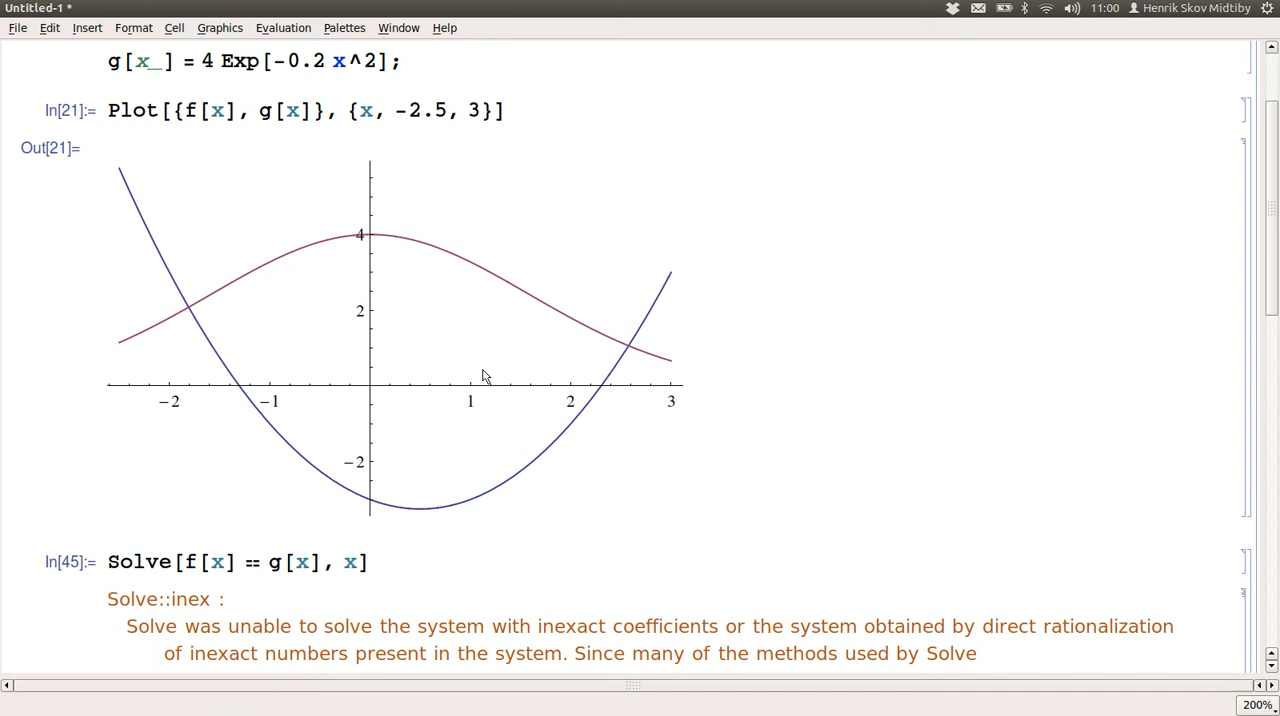 Untitled-1 * 11:00 Henrik Skov Midtiby
File Edit Insert Format Cell Graphics Evaluation Palettes Window Help
g[x_] = 4 Exp[-0.2 x^2];
In[21]:= Plot[{f[x], g[x]}, {x, -2.5, 3}]
Out[21]=
4
2
−2 −1 1 2 3
−2
In[45]:= Solve[f[x] == g[x], x]
Solve::inex :
Solve was unable to solve the system with inexact coefficients or the system obtained by direct rationalization
of inexact numbers present in the system. Since many of the methods used by Solve
200%